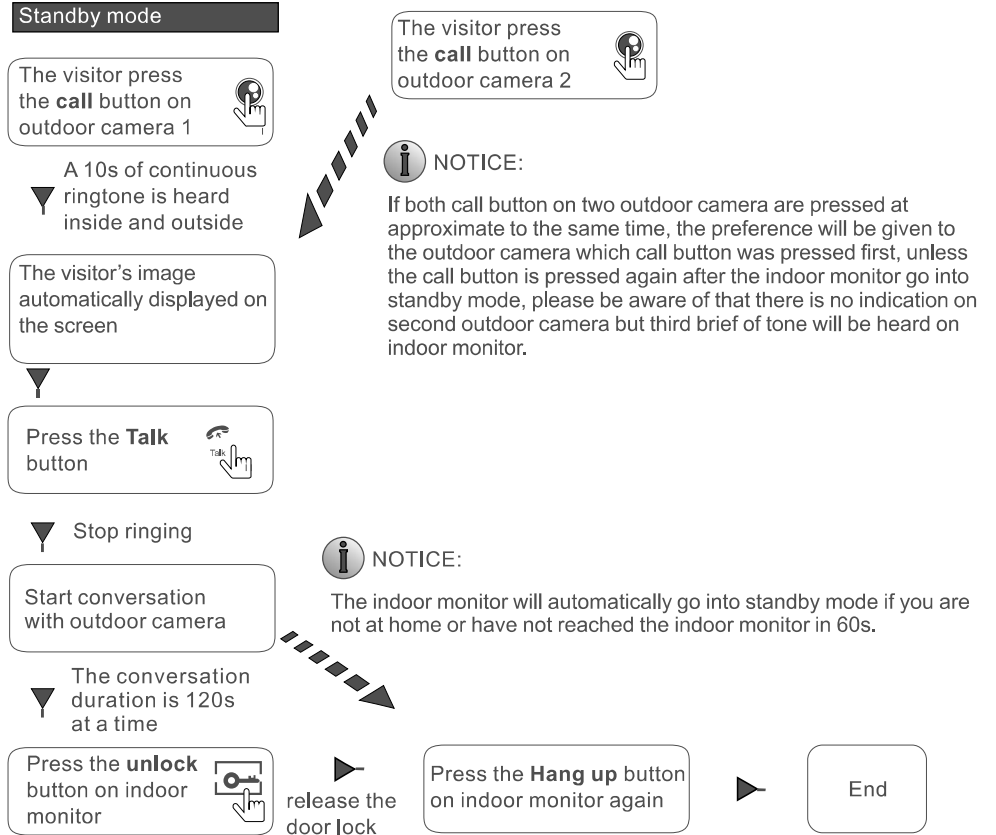 Standby mode
The visitor press
the call button on
outdoor camera 1
The visitor press
the call button on
outdoor camera 2
A 10s of continuous
ringtone is heard
inside and outside
NOTICE:
If both call button on two outdoor camera are pressed at
approximate to the same time, the preference will be given to
the outdoor camera which call button was pressed first, unless
the call button is pressed again after the indoor monitor go into
standby mode, please be aware of that there is no indication on
second outdoor camera but third brief of tone will be heard on
indoor monitor.
The visitor's image
automatically displayed on
the screen
Press the Talk
button
Talk
Stop ringing
Start conversation
with outdoor camera
NOTICE:
The indoor monitor will automatically go into standby mode if you are
not at home or have not reached the indoor monitor in 60s.
The conversation
duration is 120s
at a time
Press the unlock
button on indoor
monitor
release the
door lock
Press the Hang up button
on indoor monitor again
End